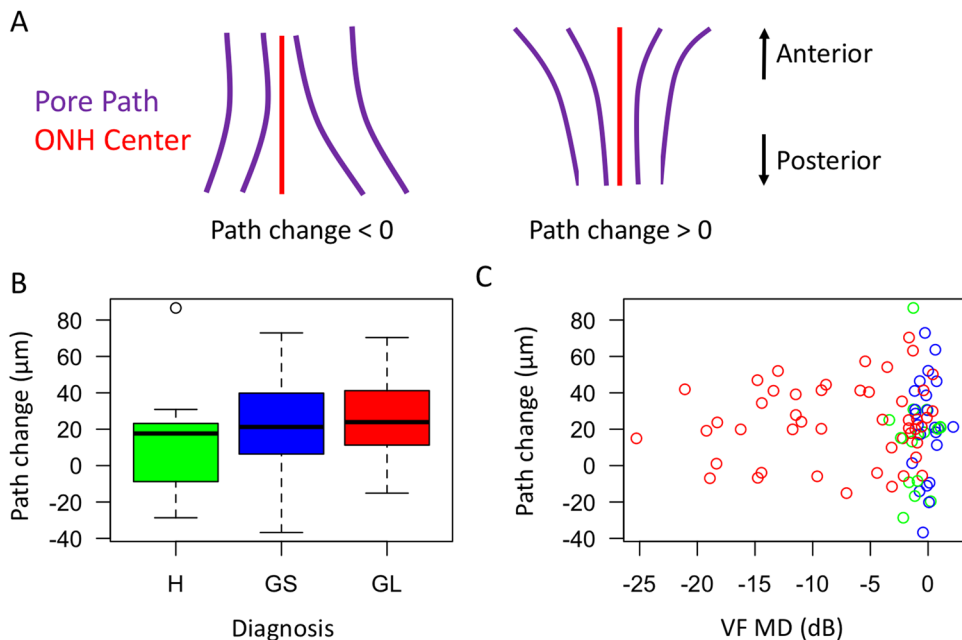 A
Pore Path
ONH Center
Anterior
Posterior
Path change < 0
Path change > 0
B
Path change (µm)
80
60
40
20
0
-20
-40
H
GS
GL
Diagnosis
C
Path change (µm)
80
60
40
20
0
-20
-40
-25
-20
-15
-10
-5
0
VF MD (dB)